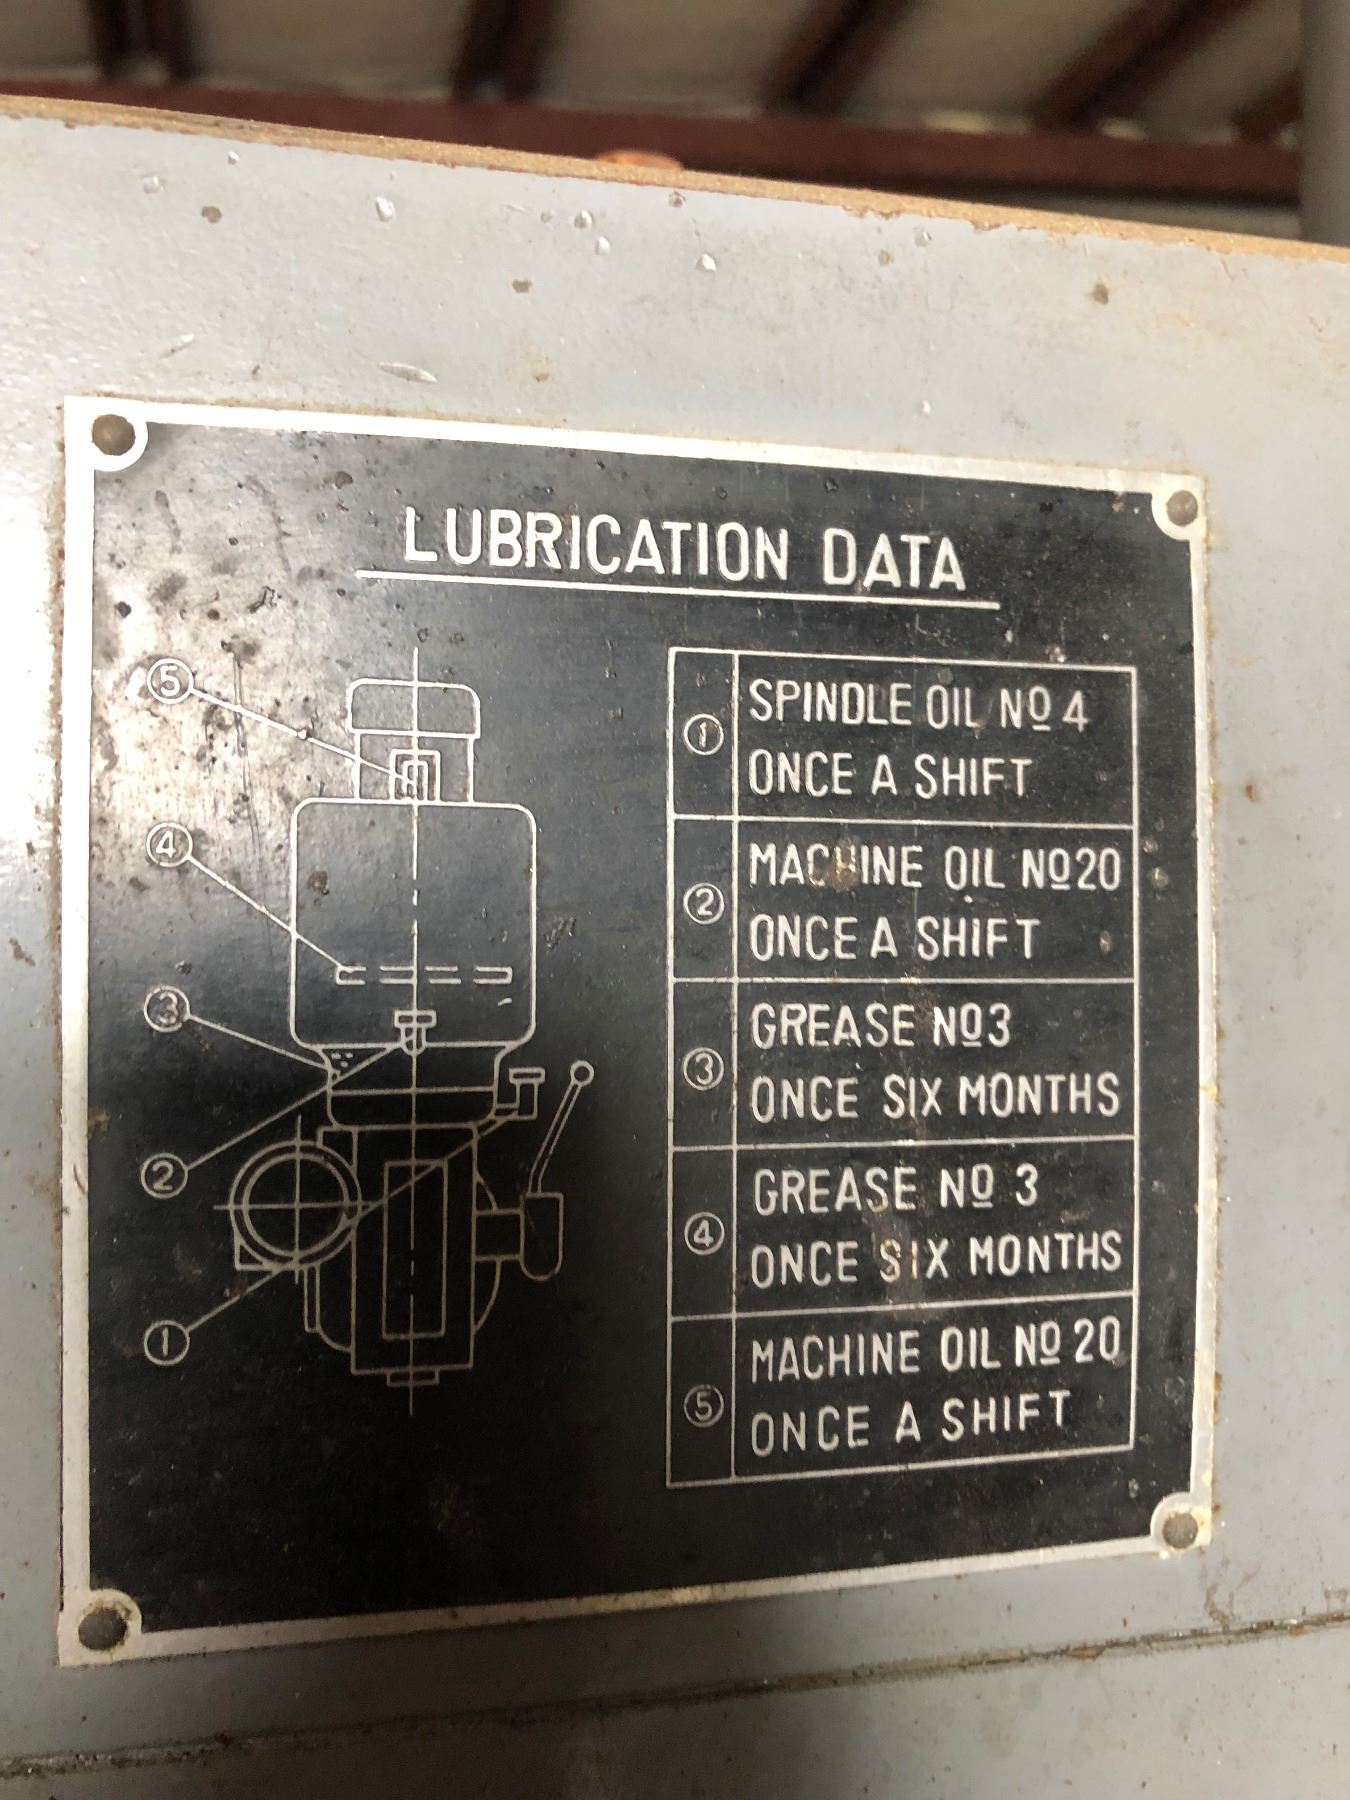 LUBRICATION DATA
① SPINDLE OIL Nº 4
ONCE A SHIFT
② MACHINE OIL Nº20
ONCE A SHIFT
③ GREASE Nº3
ONCE SIX MONTHS
④ GREASE Nº 3
ONCE SIX MONTHS
⑤ MACHINE OIL Nº 20
ONCE A SHIFT
⑤
④
③
②
①